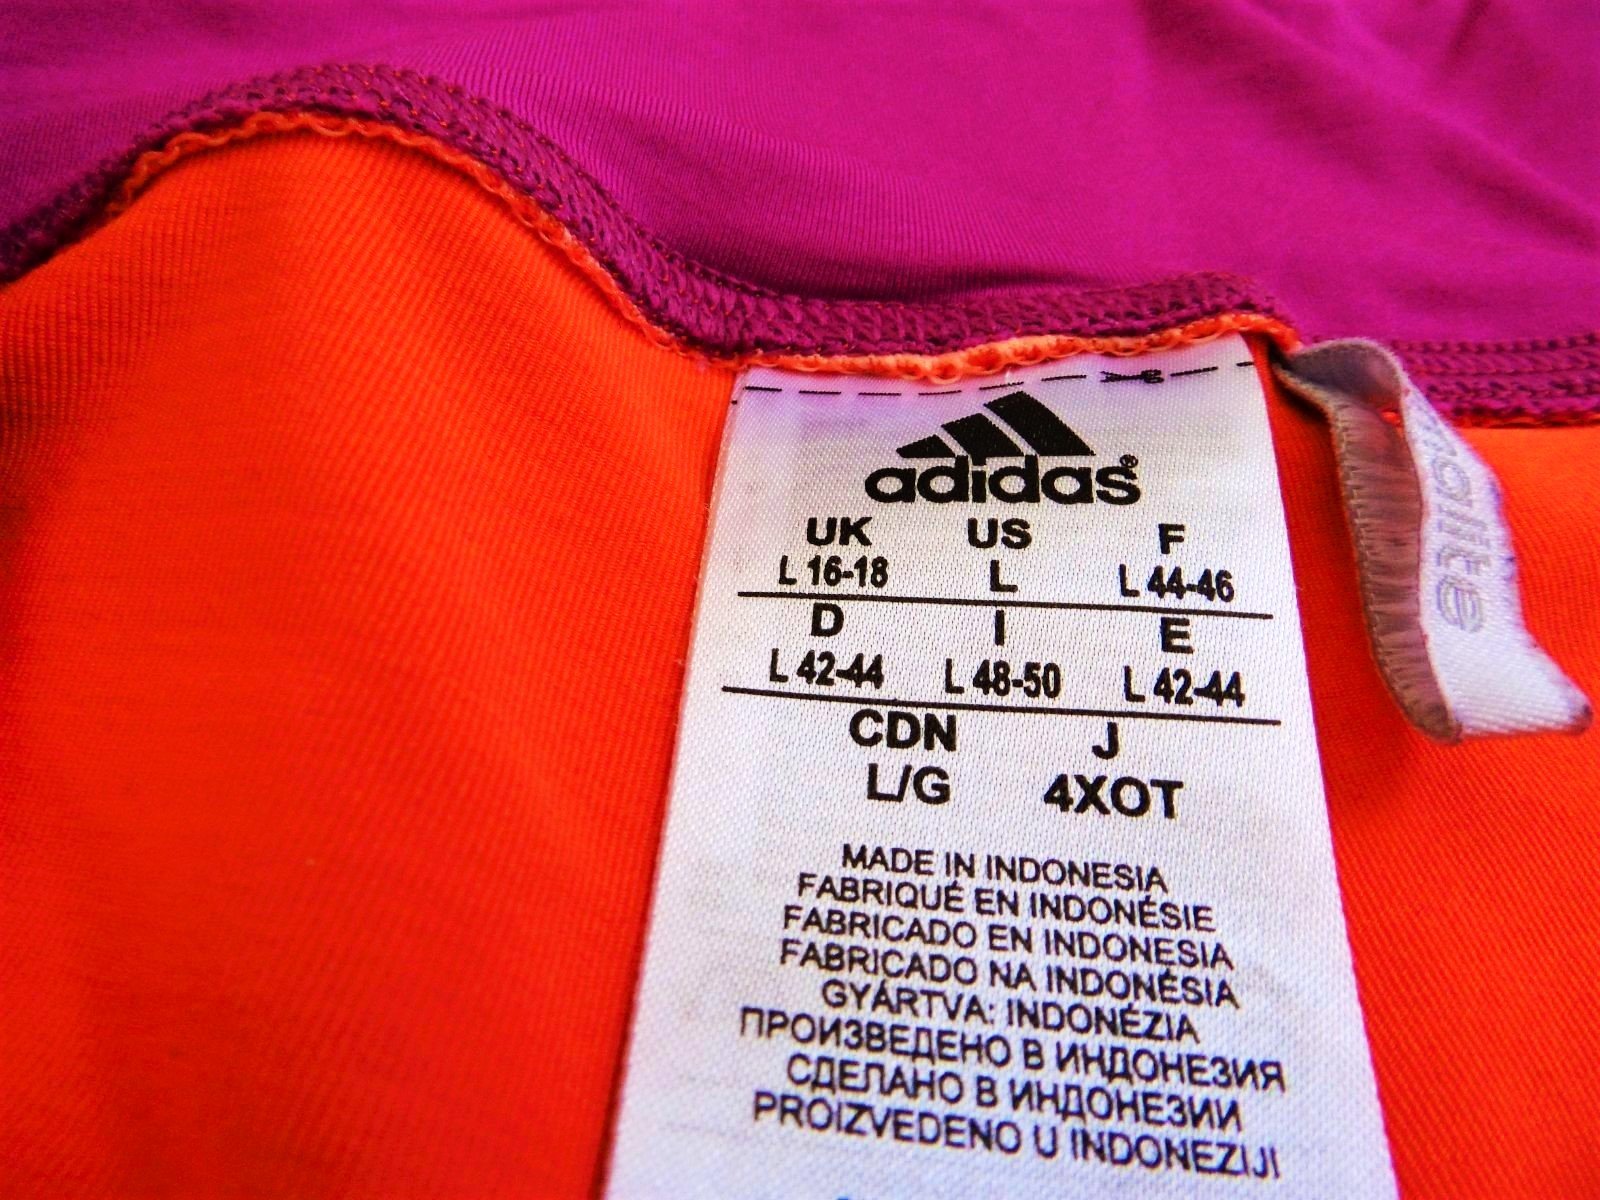 adidas®
UK US F
L 16-18 L L 44-46
D I E
L 42-44 L 48-50 L 42-44
CDN J
L/G 4XOT
MADE IN INDONESIA
FABRIQUÉ EN INDONÉSIE
FABRICADO EN INDONESIA
FABRICADO NA INDONÉSIA
GYÁRTVA: INDONÉZIA
ПРОИЗВЕДЕНО В ИНДОНЕЗИЯ
СДЕЛАНО В ИНДОНЕЗИИ
PROIZVEDENO U INDONEZIJI